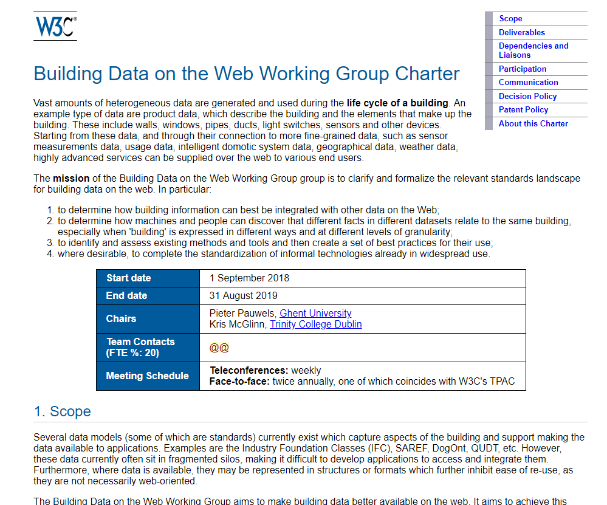 W3C®
Scope
Deliverables
Dependencies and
Liaisons
Participation
Communication
Decision Policy
Patent Policy
About this Charter
Building Data on the Web Working Group Charter
Vast amounts of heterogeneous data are generated and used during the life cycle of a building. An
example type of data are product data, which describe the building and the elements that make up the
building. These include walls, windows, pipes, ducts, light switches, sensors and other devices.
Starting from these data, and through their connection to more fine-grained data, such as sensor
measurements data, usage data, intelligent domotic system data, geographical data, weather data,
highly advanced services can be supplied over the web to various end users.
The mission of the Building Data on the Web Working Group group is to clarify and formalize the relevant standards landscape
for building data on the web. In particular:
1. to determine how building information can best be integrated with other data on the Web;
2. to determine how machines and people can discover that different facts in different datasets relate to the same building,
especially when 'building' is expressed in different ways and at different levels of granularity;
3. to identify and assess existing methods and tools and then create a set of best practices for their use;
4. where desirable, to complete the standardization of informal technologies already in widespread use.
Start date 1 September 2018
End date 31 August 2019
Chairs Pieter Pauwels, Ghent University
Kris McGlinn, Trinity College Dublin
Team Contacts
(FTE %: 20) @@
Meeting Schedule Teleconferences: weekly
Face-to-face: twice annually, one of which coincides with W3C's TPAC
1. Scope
Several data models (some of which are standards) currently exist which capture aspects of the building and support making the
data available to applications. Examples are the Industry Foundation Classes (IFC), SAREF, DogOnt, QUDT, etc. However,
these data currently often sit in fragmented silos, making it difficult to develop applications to access and integrate them.
Furthermore, where data is available, they may be represented in structures or formats which further inhibit ease of re-use, as
they are not necessarily web-oriented.
The Building Data on the Web Working Group aims to make building data better available on the web. It aims to achieve this